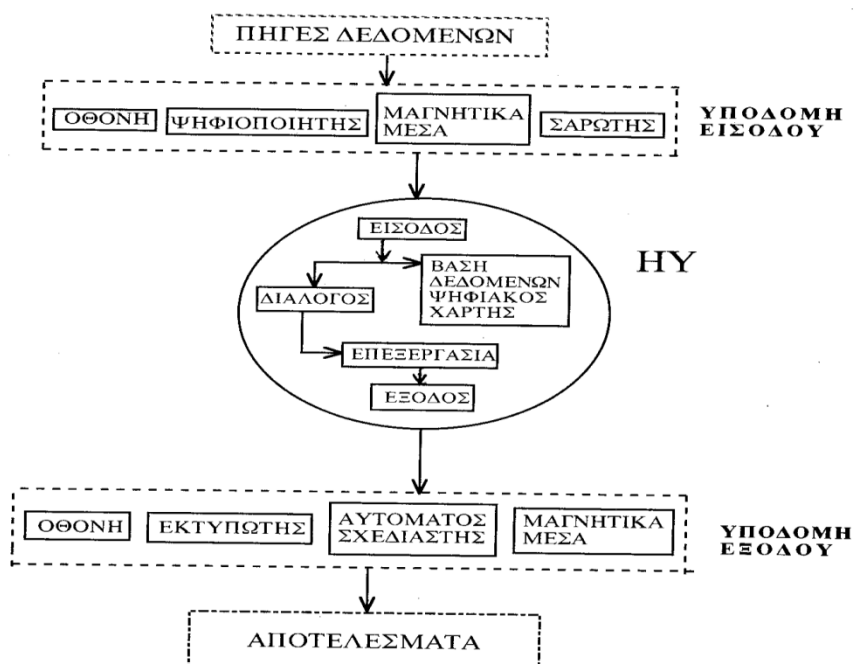 ΠΗΓΕΣ ΔΕΔΟΜΕΝΩΝ
ΟΘΟΝΗ
ΨΗΦΙΟΠΟΙΗΤΗΣ
ΜΑΓΝΗΤΙΚΑ
ΜΕΣΑ
ΣΑΡΩΤΗΣ
ΥΠΟΔΟΜΗ
ΕΙΣΟΔΟΥ
ΕΙΣΟΔΟΣ
ΗΥ
ΔΙΑΛΟΓΟΣ
ΒΑΣΗ
ΔΕΔΟΜΕΝΩΝ
ΨΗΦΙΑΚΟΣ
ΧΑΡΤΗΣ
ΕΠΕΞΕΡΓΑΣΙΑ
ΕΞΟΔΟΣ
ΟΘΟΝΗ
ΕΚΤΥΠΩΤΗΣ
ΑΥΤΟΜΑΤΟΣ
ΣΧΕΔΙΑΣΤΗΣ
ΜΑΓΝΗΤΙΚΑ
ΜΕΣΑ
ΥΠΟΔΟΜΗ
ΕΞΟΔΟΥ
ΑΠΟΤΕΛΕΣΜΑΤΑ